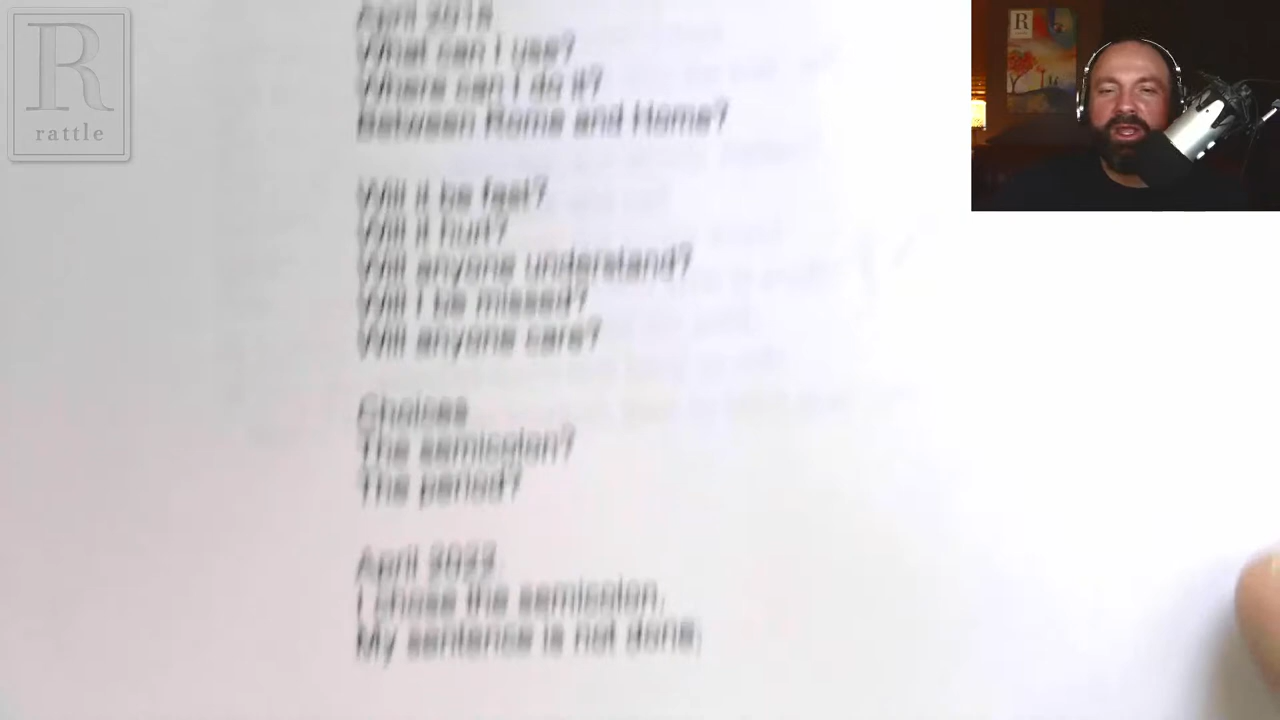 R
rattle
R
April 2018
What can I use?
Where can I do it?
Between Home and Home?
Will it be fast?
Will it hurt?
Will anyone understand?
Will I be missed?
Will anyone care?
Choices
The semicolon?
The period?
April 2022
I chose the semicolon.
My sentence is not done;